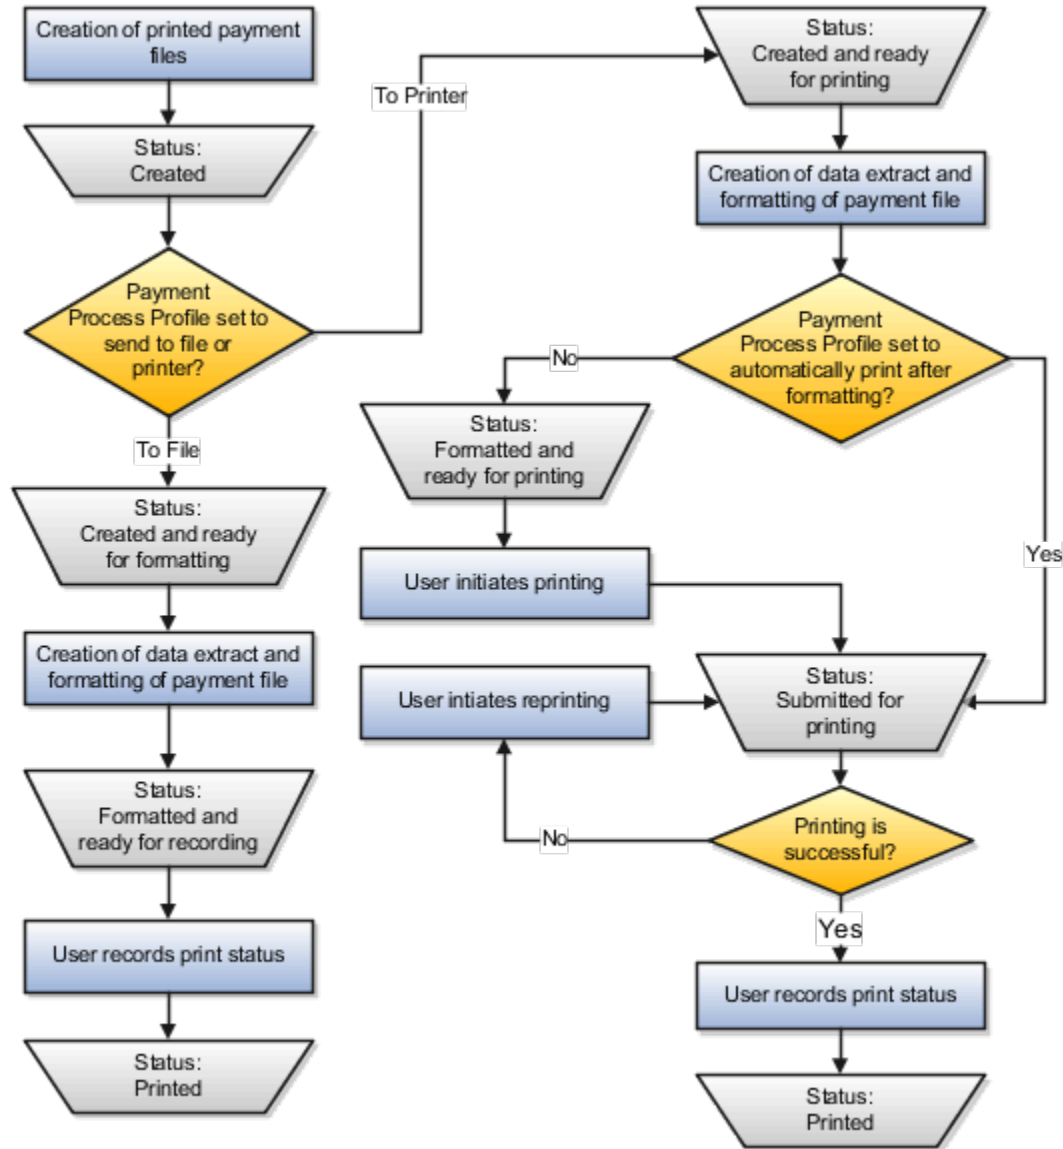 Creation of printed payment
files
Status:
Created
Payment
Process Profile set to
send to file or
printer?
To File
Status:
Created and ready
for formatting
Creation of data extract and
formatting of payment file
Status:
Formatted and
ready for recording
User records print status
Status:
Printed
To Printer
Status:
Created and ready
for printing
Creation of data extract and
formatting of payment file
Payment
Process Profile set to
automatically print after
formatting?
No
Status:
Formatted and
ready for printing
User initiates printing
Yes
Status:
Submitted for
printing
User intiates reprinting
Printing is
successful?
No
Yes
User records print status
Status:
Printed